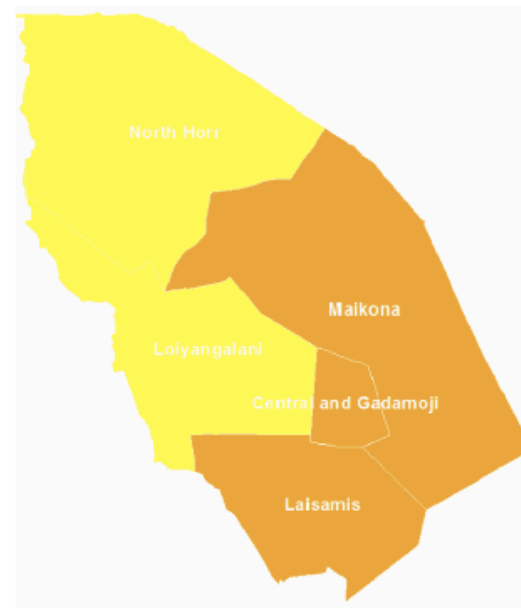 North Horr
Maikona
Loiyangalani
Central and Gadamoji
Laisamis